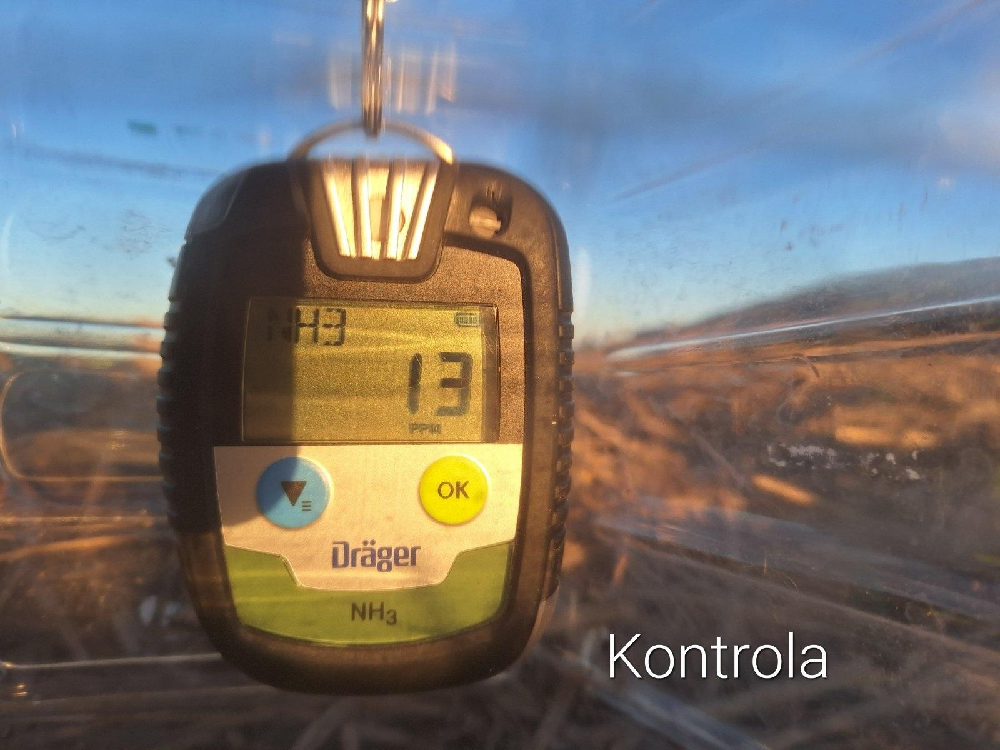 NH3
13
PPM
OK
Dräger
NH₃
Kontrola